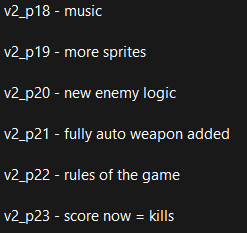 v2_p18 - music
v2_p19 - more sprites
v2_p20 - new enemy logic
v2_p21 - fully auto weapon added
v2_p22 - rules of the game
v2_p23 - score now = kills